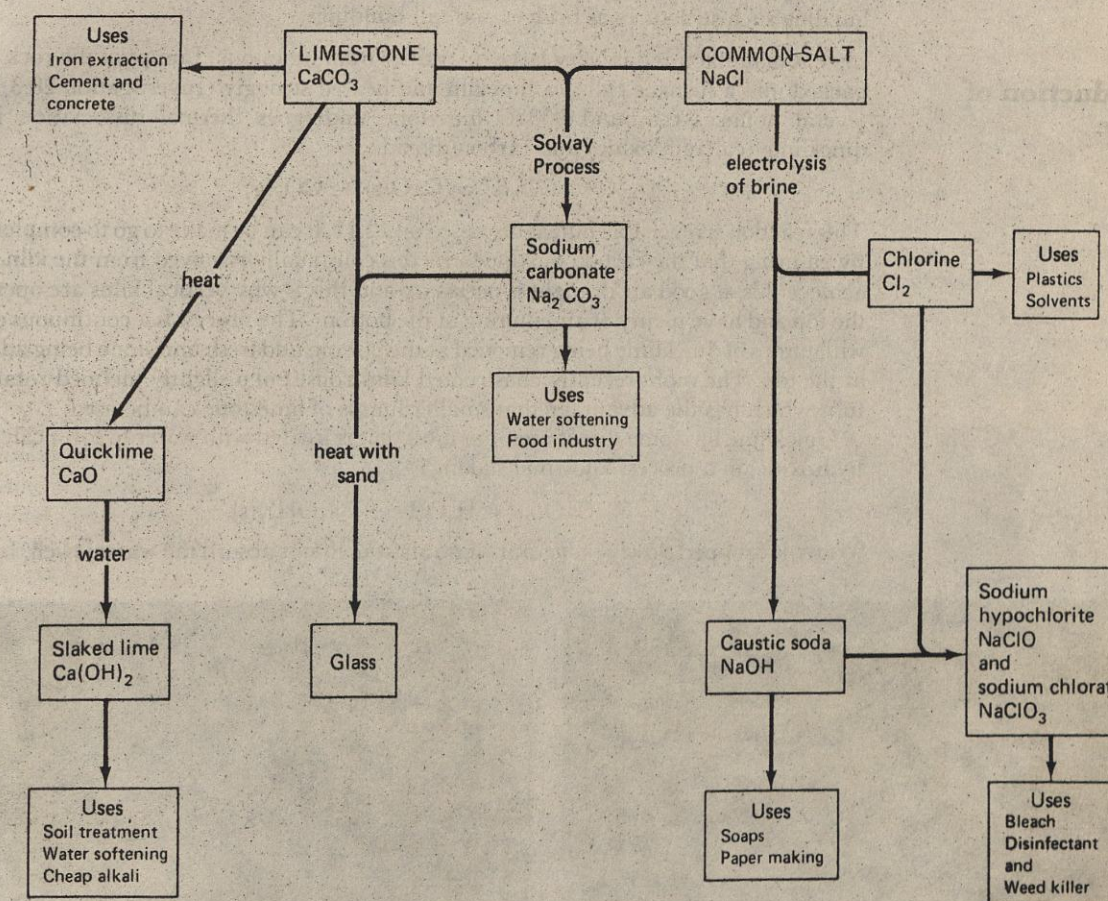 Uses
Iron extraction
Cement and
concrete
LIMESTONE
CaCO₃
COMMON SALT
NaCl
duction of
Solvay
Process
electrolysis
of brine
heat
Sodium
carbonate
Na₂CO₃
Chlorine
Cl₂
Uses
Plastics
Solvents
Uses
Water softening
Food industry
Quicklime
CaO
heat with
sand
water
Slaked lime
Ca(OH)₂
Glass
Caustic soda
NaOH
Sodium
hypochlorite
NaClO
and
sodium chlorat
NaClO₃
Uses
Soil treatment
Water softening
Cheap alkali
Uses
Soaps
Paper making
Uses
Bleach
Disinfectant
and
Weed killer